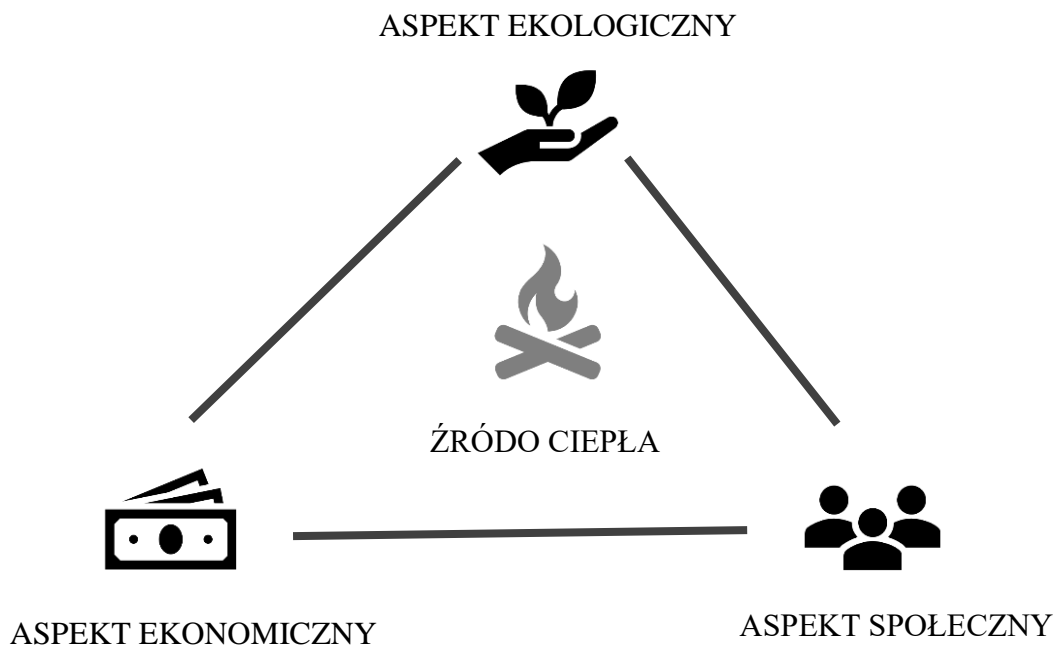 ASPEKT EKOLOGICZNY
ŹRÓDO CIEPŁA
ASPEKT EKONOMICZNY
ASPEKT SPOŁECZNY